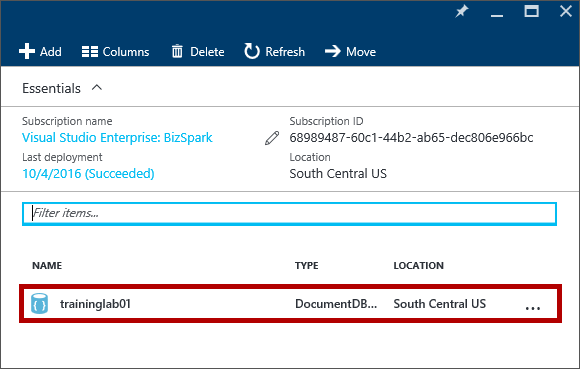 Add Columns Delete Refresh Move
Essentials
Subscription name Subscription ID
Visual Studio Enterprise: BizSpark 68989487-60c1-44b2-ab65-dec806e966bc
Last deployment Location
10/4/2016 (Succeeded) South Central US
Filter items...
NAME TYPE LOCATION
traininglab01 DocumentDB... South Central US ...